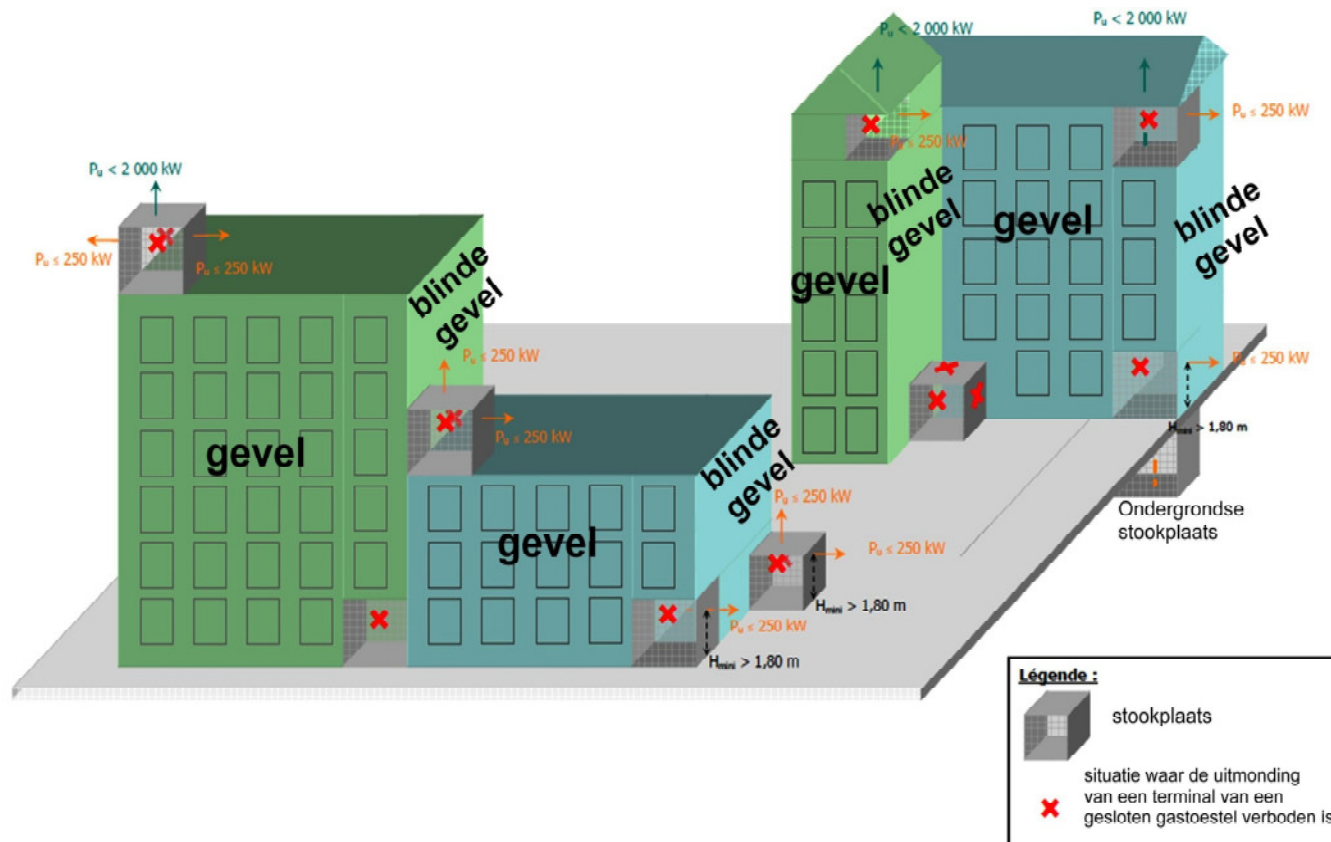 Pᵤ < 2 000 kW
Pᵤ < 2 000 kW
Pᵤ ≤ 250 kW
Pᵤ ≤ 250 kW
Pᵤ < 2 000 kW
blinde gevel
gevel
gevel
blinde gevel
Pᵤ ≤ 250 kW
Pᵤ ≤ 250 kW
blinde gevel
Pᵤ ≤ 250 kW
Pᵤ ≤ 250 kW
Hmini > 1,80 m
gevel
Pᵤ ≤ 250 kW
blinde gevel
Pᵤ ≤ 250 kW
Ondergrondse
stookplaats
gevel
Pᵤ ≤ 250 kW
Hmini > 1,80 m
Pᵤ ≤ 250 kW
Hmini > 1,80 m
Légende :
stookplaats
situatie waar de uitmonding
van een terminal van een
gesloten gastoestel verboden is